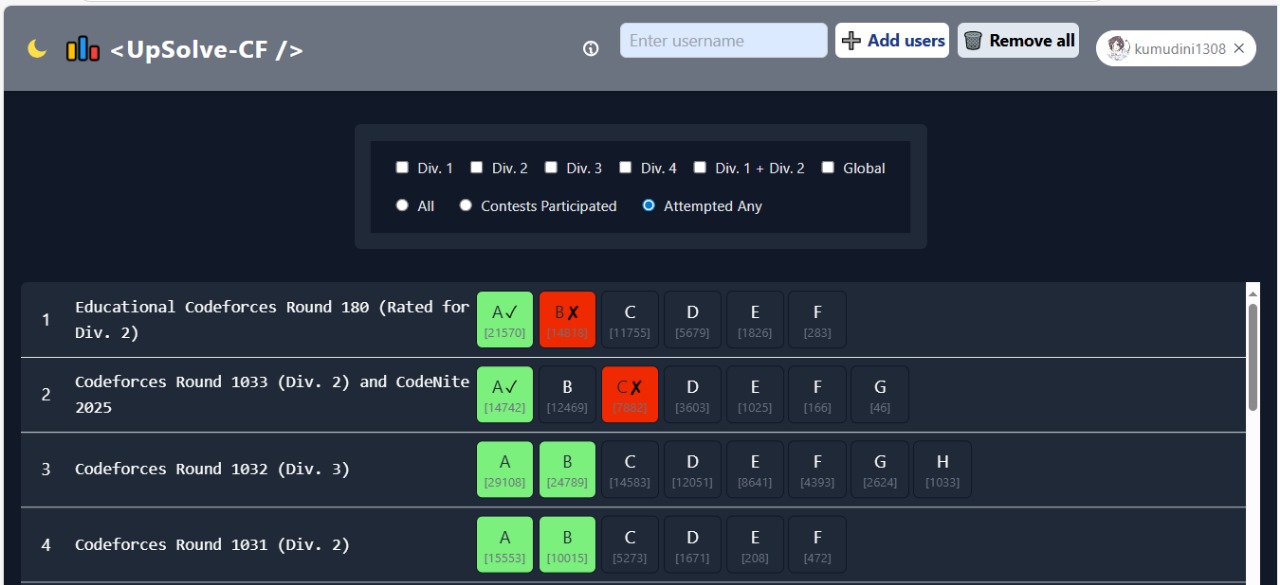 <UpSolve-CF />
Enter username
Add users
Remove all
kumudini1308 ×
Div. 1 Div. 2 Div. 3 Div. 4 Div. 1 + Div. 2 Global
All Contests Participated Attempted Any
1
Educational Codeforces Round 180 (Rated for
Div. 2)
A✓ B✗ C D E F
[21570] [14818] [11755] [5679] [1826] [283]
2
Codeforces Round 1033 (Div. 2) and CodeNite
2025
A✓ B C✗ D E F G
[14742] [12469] [7882] [3603] [1025] [166] [46]
3 Codeforces Round 1032 (Div. 3)
A B C D E F G H
[29108] [24789] [14583] [12051] [8641] [4393] [2624] [1033]
4 Codeforces Round 1031 (Div. 2)
A B C D E F
[15553] [10015] [5273] [1671] [208] [472]